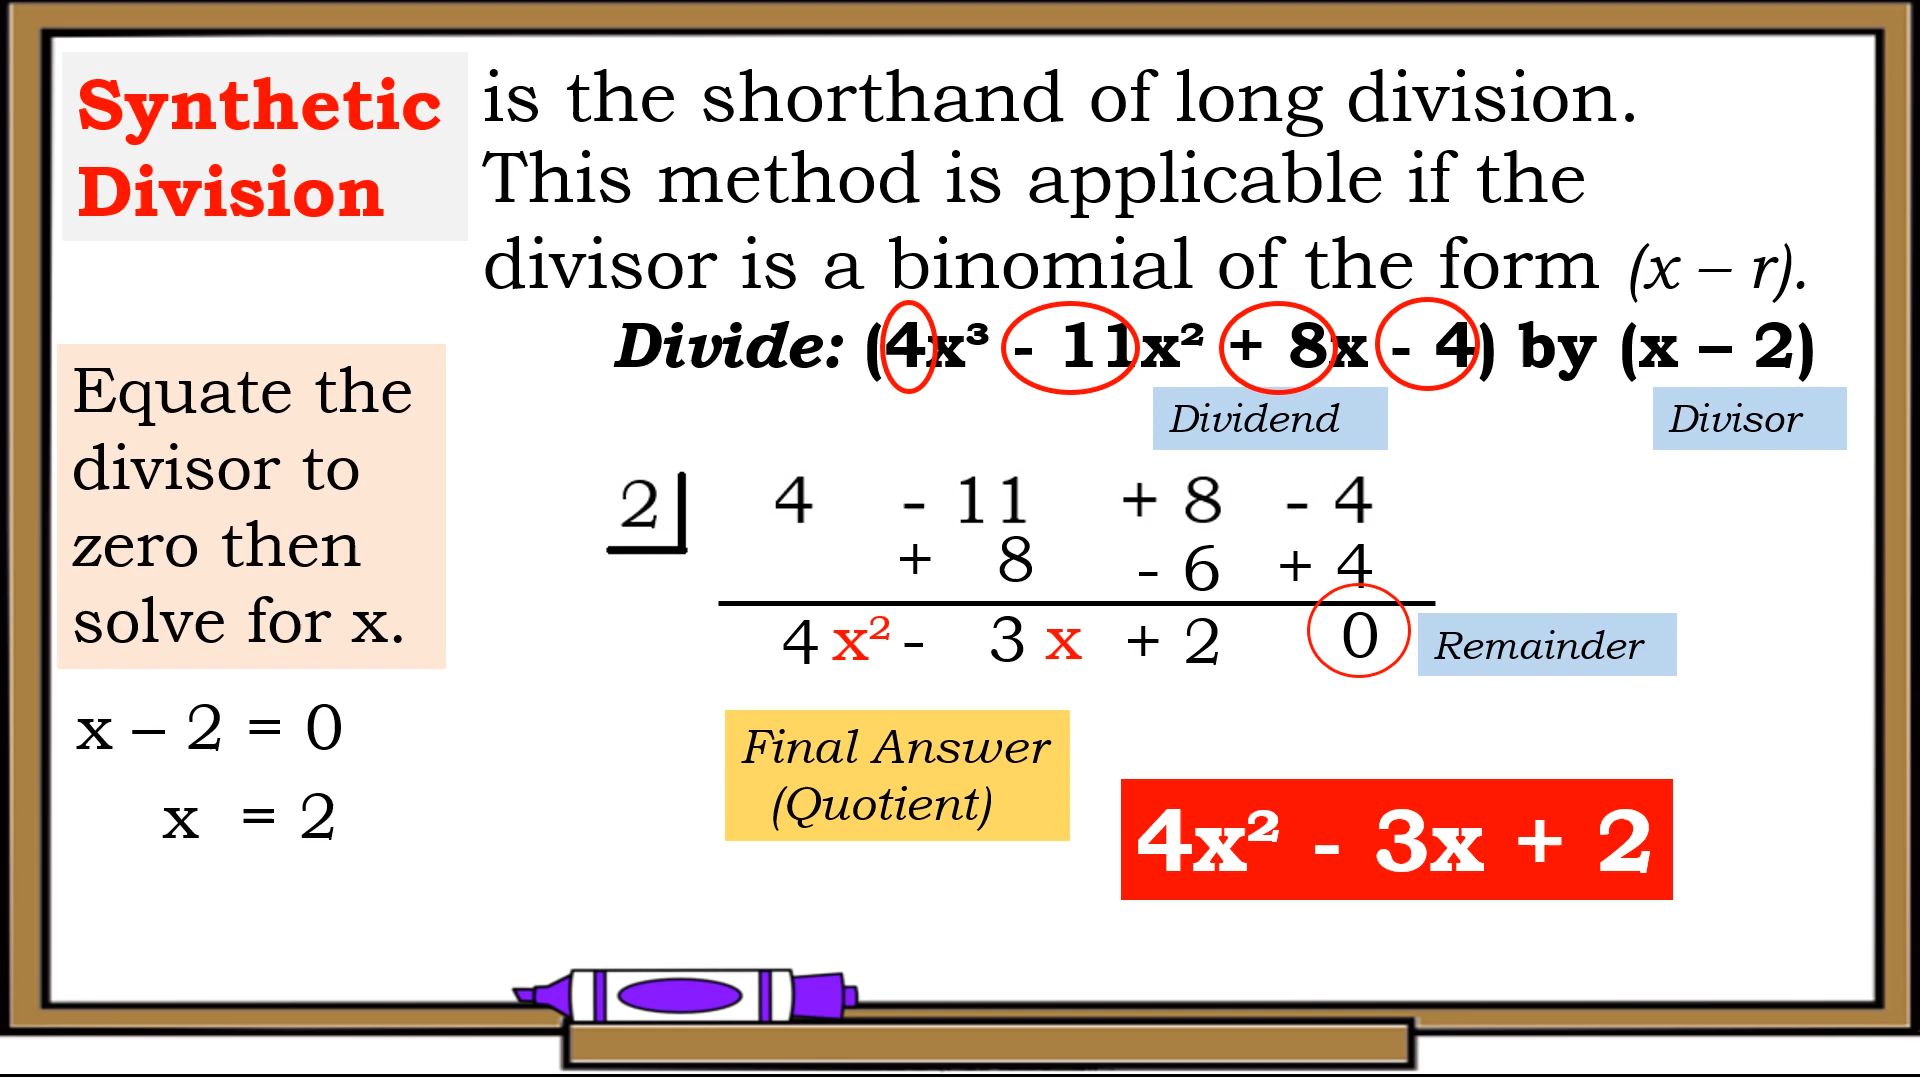 Synthetic
Division
is the shorthand of long division.
This method is applicable if the
divisor is a binomial of the form (x – r).
Divide: (4x³ - 11x² + 8x - 4) by (x – 2)
Dividend
Divisor
Equate the
divisor to
zero then
solve for x.
x – 2 = 0
x = 2
2 4 - 11 + 8 - 4
+ 8 - 6 + 4
4 x² - 3 x + 2 0
Remainder
Final Answer
(Quotient)
4x² - 3x + 2